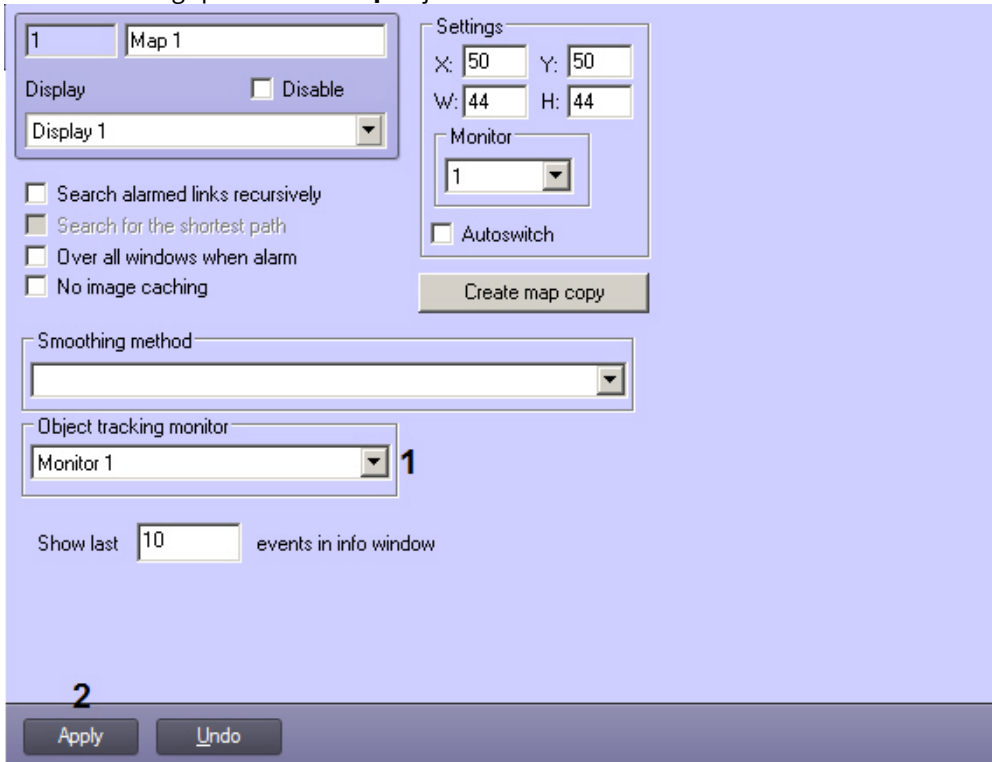 1 Map 1
Display Disable
Display 1
Settings
X: 50 Y: 50
W: 44 H: 44
Monitor
1
Autoswitch
Search alarmed links recursively
Search for the shortest path
Over all windows when alarm
No image caching
Create map copy
Smoothing method
Object tracking monitor
Monitor 1 1
Show last 10 events in info window
2
Apply Undo